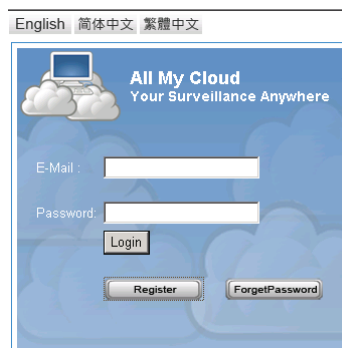 English 简体中文 繁體中文
All My Cloud
Your Surveillance Anywhere
E-Mail :
Password:
Login
Register ForgetPassword